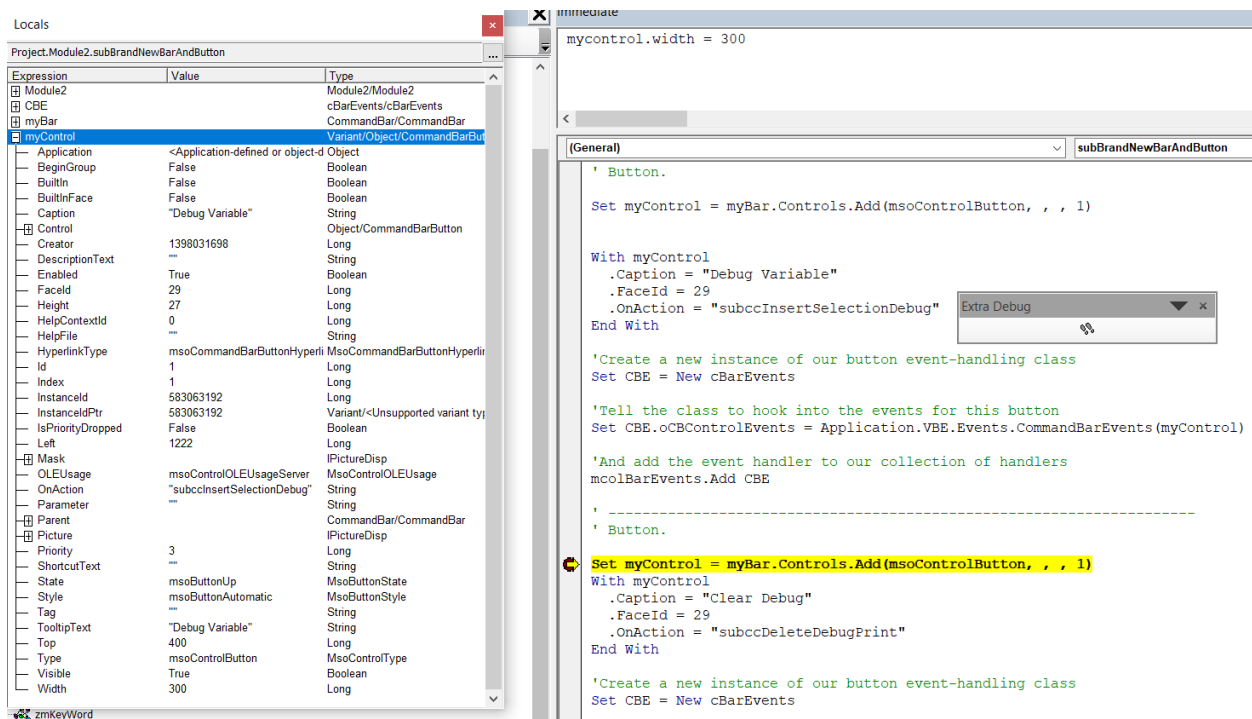 Locals
Project.Module2.subBrandNewBarAndButton ...
Expression Value Type
Module2 Module2/Module2
CBE cBarEvents/cBarEvents
myBar CommandBar/CommandBar
myControl Variant/Object/CommandBarBut
Application <Application-defined or object-d Object
BeginGroup False Boolean
BuiltIn False Boolean
BuiltInFace False Boolean
Caption "Debug Variable" String
Control Object/CommandBarButton
Creator 1398031698 Long
DescriptionText "" String
Enabled True Boolean
FaceId 29 Long
Height 27 Long
HelpContextId 0 Long
HelpFile "" String
HyperlinkType msoCommandBarButtonHyperli MsoCommandBarButtonHyperlin
Id 1 Long
Index 1 Long
InstanceId 583063192 Long
InstanceIdPtr 583063192 Variant/<Unsupported variant typ
IsPriorityDropped False Boolean
Left 1222 Long
Mask IPictureDisp
OLEUsage msoControlOLEUsageServer MsoControlOLEUsage
OnAction "subccInsertSelectionDebug" String
Parameter "" String
Parent CommandBar/CommandBar
Picture IPictureDisp
Priority 3 Long
ShortcutText "" String
State msoButtonUp MsoButtonState
Style msoButtonAutomatic MsoButtonStyle
Tag "" String
TooltipText "Debug Variable" String
Top 400 Long
Type msoControlButton MsoControlType
Visible True Boolean
Width 300 Long
zmKeyWord
Immediate
mycontrol.width = 300
(General) subBrandNewBarAndButton
' Button.
Set myControl = myBar.Controls.Add(msoControlButton, , , 1)
With myControl
.Caption = "Debug Variable"
.FaceId = 29
.OnAction = "subccInsertSelectionDebug"
End With
Extra Debug
'Create a new instance of our button event-handling class
Set CBE = New cBarEvents
'Tell the class to hook into the events for this button
Set CBE.oCBControlEvents = Application.VBE.Events.CommandBarEvents(myControl)
'And add the event handler to our collection of handlers
mcolBarEvents.Add CBE
' ---------------------------------------------------------------------
' Button.
Set myControl = myBar.Controls.Add(msoControlButton, , , 1)
With myControl
.Caption = "Clear Debug"
.FaceId = 29
.OnAction = "subccDeleteDebugPrint"
End With
'Create a new instance of our button event-handling class
Set CBE = New cBarEvents